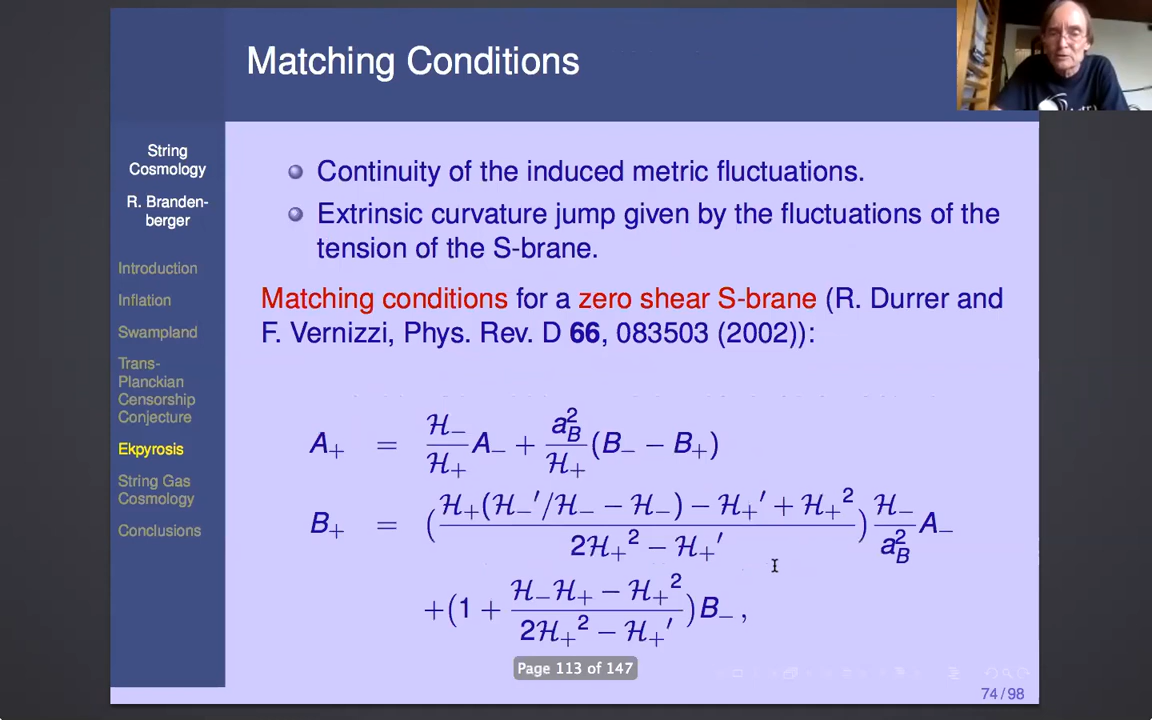 Matching Conditions
String
Cosmology
R. Branden-
berger
Introduction
Inflation
Swampland
Trans-
Planckian
Censorship
Conjecture
Ekpyrosis
String Gas
Cosmology
Conclusions
Continuity of the induced metric fluctuations.
Extrinsic curvature jump given by the fluctuations of the
tension of the S-brane.
Matching conditions for a zero shear S-brane (R. Durrer and
F. Vernizzi, Phys. Rev. D 66, 083503 (2002)):
A₊ = ℋ₋/ℋ₊ A₋ + a_B²/ℋ₊ (B₋ − B₊)
B₊ = ( (ℋ₊(ℋ₋′/ℋ₋ − ℋ₋) − ℋ₊′ + ℋ₊²) / (2ℋ₊² − ℋ₊′) ) ℋ₋/a_B² A₋
+(1 + (ℋ₋ℋ₊ − ℋ₊²) / (2ℋ₊² − ℋ₊′)) B₋ ,
Page 113 of 147
74 / 98